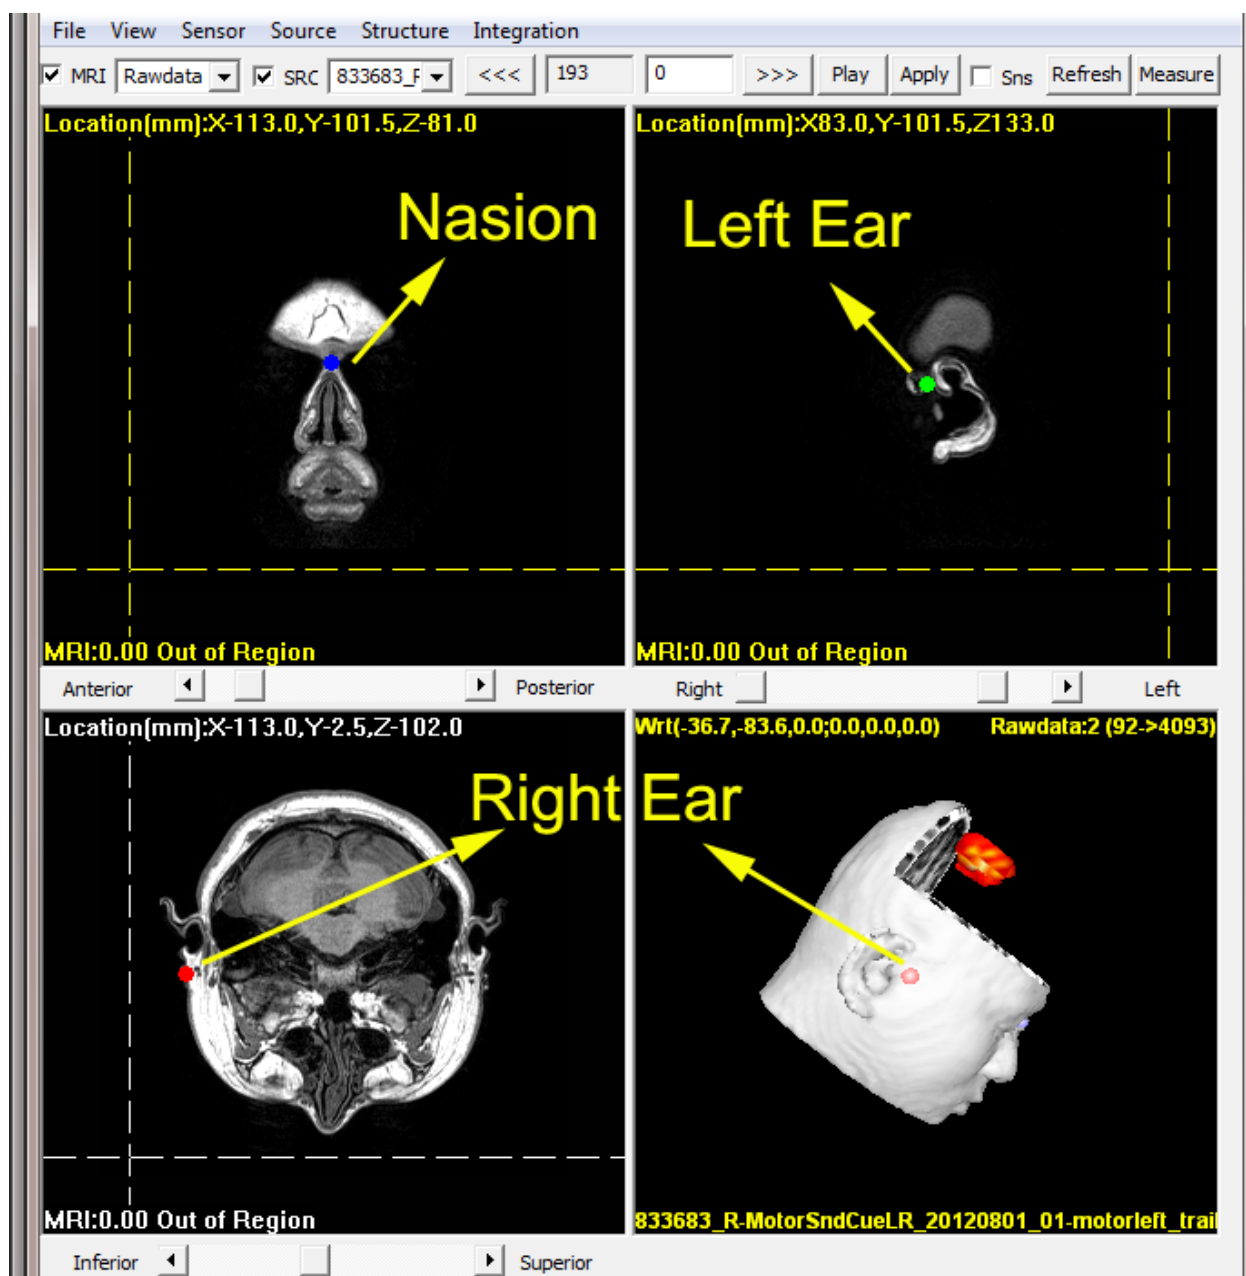 File View Sensor Source Structure Integration
MRI Rawdata SRC 833683_F <<< 193 0 >>> Play Apply Sns Refresh Measure
Location(mm):X-113.0,Y-101.5,Z-81.0
Location(mm):X83.0,Y-101.5,Z133.0
Nasion
Left Ear
MRI:0.00 Out of Region
MRI:0.00 Out of Region
Anterior Posterior
Right Left
Location(mm):X-113.0,Y-2.5,Z-102.0
Wrt(-36.7,-83.6,0.0;0.0,0.0,0.0) Rawdata:2 (92->4093)
Right Ear
MRI:0.00 Out of Region
833683_R-MotorSndCueLR_20120801_01-motorleft_trail
Inferior Superior